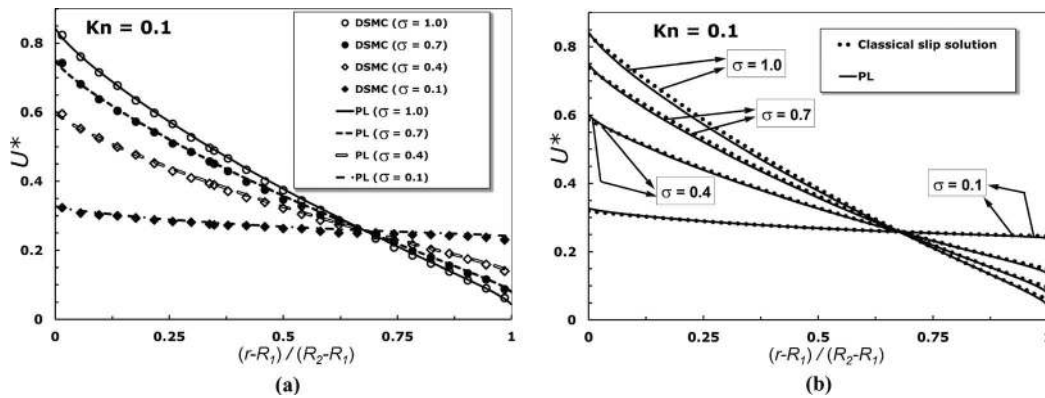 Kn = 0.1
DSMC (σ = 1.0)
DSMC (σ = 0.7)
DSMC (σ = 0.4)
DSMC (σ = 0.1)
PL (σ = 1.0)
PL (σ = 0.7)
PL (σ = 0.4)
PL (σ = 0.1)
U*
0.8
0.6
0.4
0.2
0
0 0.25 0.5 0.75 1
(r-R₁) / (R₂-R₁)
(a)
Kn = 0.1
Classical slip solution
PL
σ = 1.0
σ = 0.7
σ = 0.4
σ = 0.1
U*
0.8
0.6
0.4
0.2
0
0 0.25 0.5 0.75 1
(r-R₁) / (R₂-R₁)
(b)